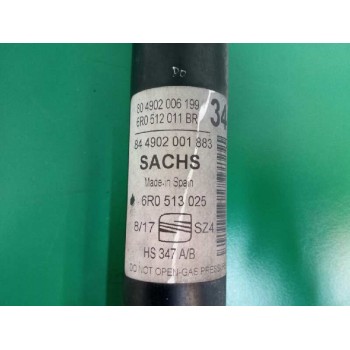 PO
80 4902 006 199
6R0 512 011 BR
34
84 4902 001 883
SACHS
Made-in Spain
6R0 513 025
8/17 SZ4
HS 347 A/B
DO NOT OPEN-GAS PRESSU